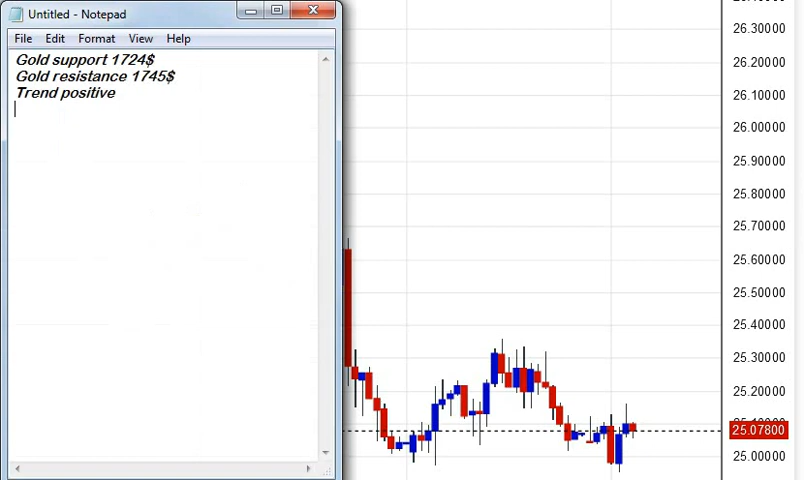 Untitled - Notepad
File Edit Format View Help
Gold support 1724$
Gold resistance 1745$
Trend positive
26.30000
26.20000
26.10000
26.00000
25.90000
25.80000
25.70000
25.60000
25.50000
25.40000
25.30000
25.20000
25.07800
25.00000